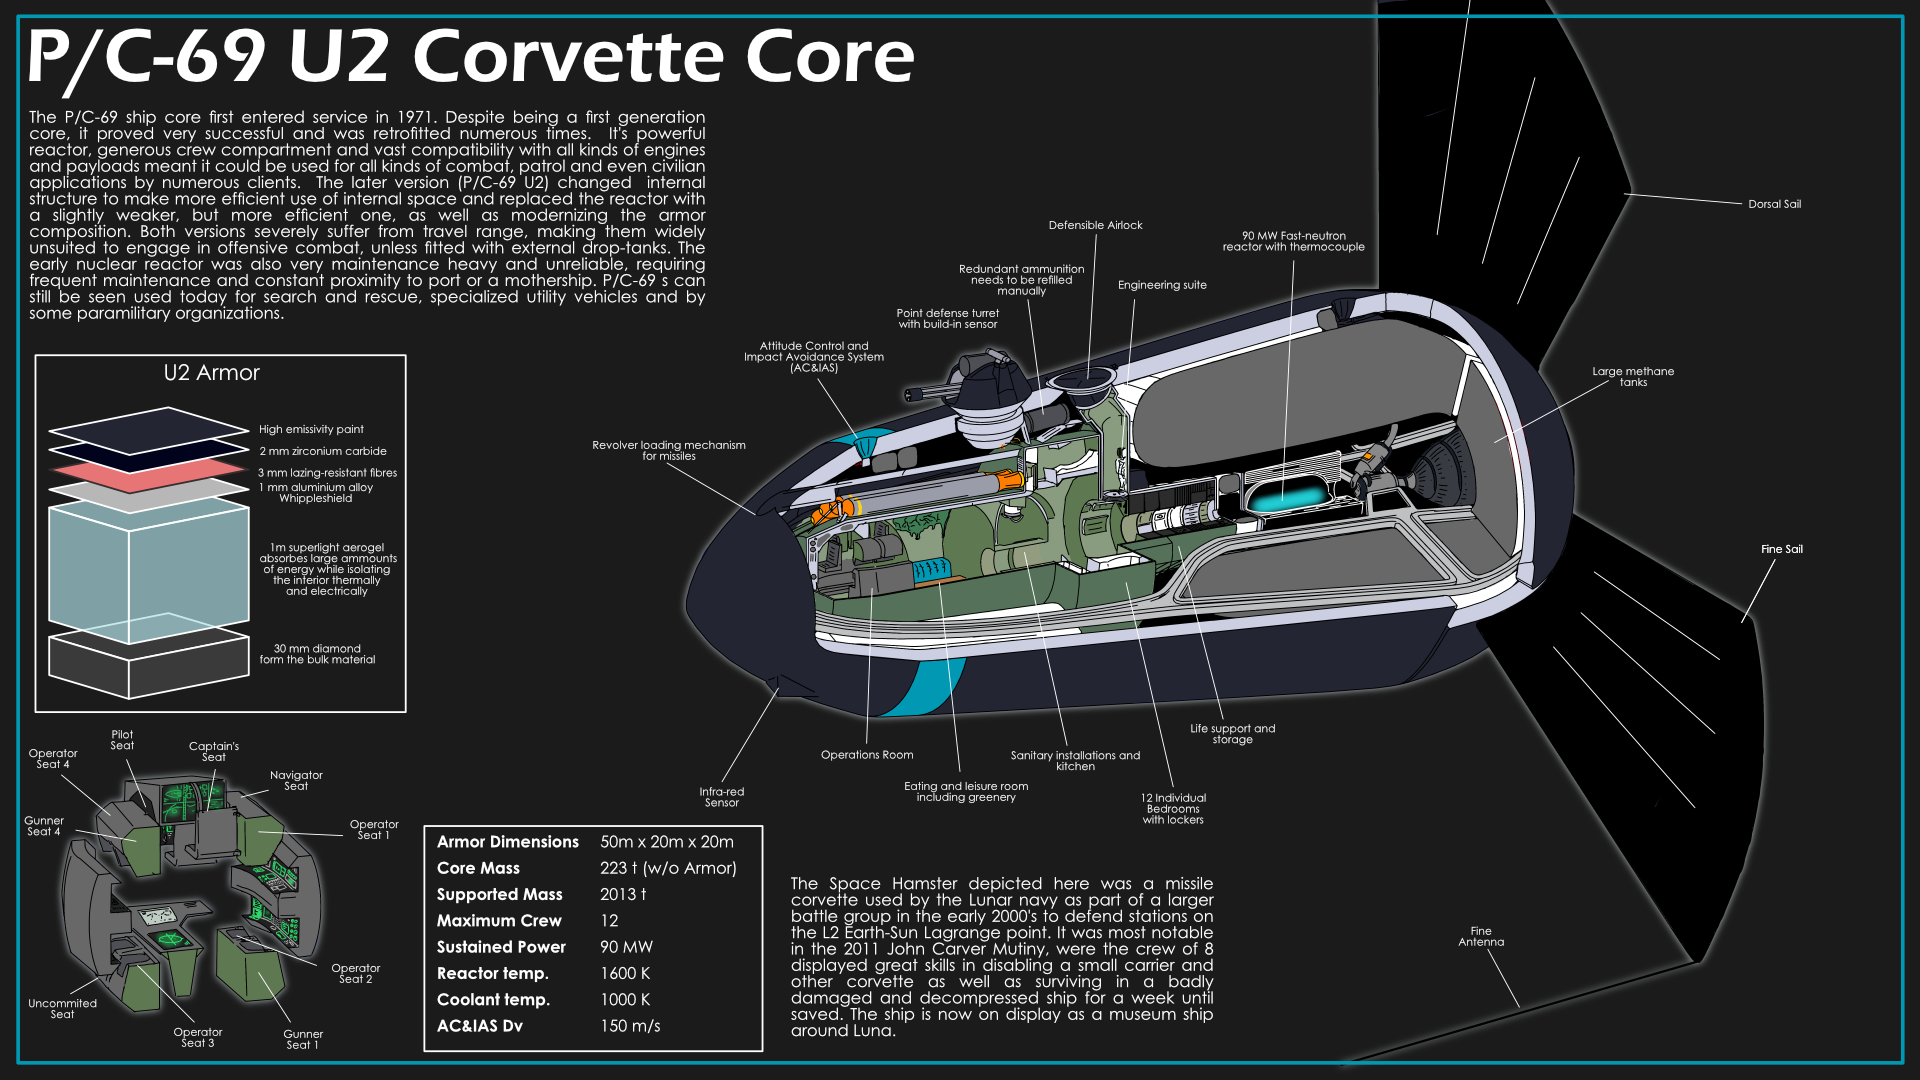 P/C-69 U2 Corvette Core
The P/C-69 ship core first entered service in 1971. Despite being a first generation
core, it proved very successful and was retrofitted numerous times. It's powerful
reactor, generous crew compartment and vast compatibility with all kinds of engines
and payloads meant it could be used for all kinds of combat, patrol and even civilian
applications by numerous clients. The later version (P/C-69 U2) changed internal
structure to make more efficient use of internal space and replaced the reactor with
a slightly weaker, but more efficient one, as well as modernizing the armor
composition. Both versions severely suffer from travel range, making them widely
unsuited to engage in offensive combat, unless fitted with external drop-tanks. The
early nuclear reactor was also very maintenance heavy and unreliable, requiring
frequent maintenance and constant proximity to port or a mothership. P/C-69 s can
still be seen used today for search and rescue, specialized utility vehicles and by
some paramilitary organizations.
U2 Armor
High emissivity paint
2 mm zirconium carbide
3 mm lazing-resistant fibres
1 mm aluminium alloy
Whippleshield
1m superlight aerogel
absorbes large ammounts
of energy while isolating
the interior thermally
and electrically
30 mm diamond
form the bulk material
Dorsal Sail
Defensible Airlock
90 MW Fast-neutron
reactor with thermocouple
Redundant ammunition
needs to be refilled
manually
Engineering suite
Point defense turret
with build-in sensor
Attitude Control and
Impact Avoidance System
(AC&IAS)
Large methane
tanks
Revolver loading mechanism
for missiles
Fine Sail
Life support and
storage
Operations Room
Sanitary installations and
kitchen
Eating and leisure room
including greenery
Infra-red
Sensor
12 Individual
Bedrooms
with lockers
Fine
Antenna
Pilot
Seat
Captain's
Seat
Operator
Seat 4
Navigator
Seat
Gunner
Seat 4
Operator
Seat 1
Operator
Seat 2
Uncommited
Seat
Operator
Seat 3
Gunner
Seat 1
Armor Dimensions 50m x 20m x 20m
Core Mass 223 t (w/o Armor)
Supported Mass 2013 t
Maximum Crew 12
Sustained Power 90 MW
Reactor temp. 1600 K
Coolant temp. 1000 K
AC&IAS Dv 150 m/s
The Space Hamster depicted here was a missile
corvette used by the Lunar navy as part of a larger
battle group in the early 2000's to defend stations on
the L2 Earth-Sun Lagrange point. It was most notable
in the 2011 John Carver Mutiny, were the crew of 8
displayed great skills in disabling a small carrier and
other corvette as well as surviving in a badly
damaged and decompressed ship for a week until
saved. The ship is now on display as a museum ship
around Luna.